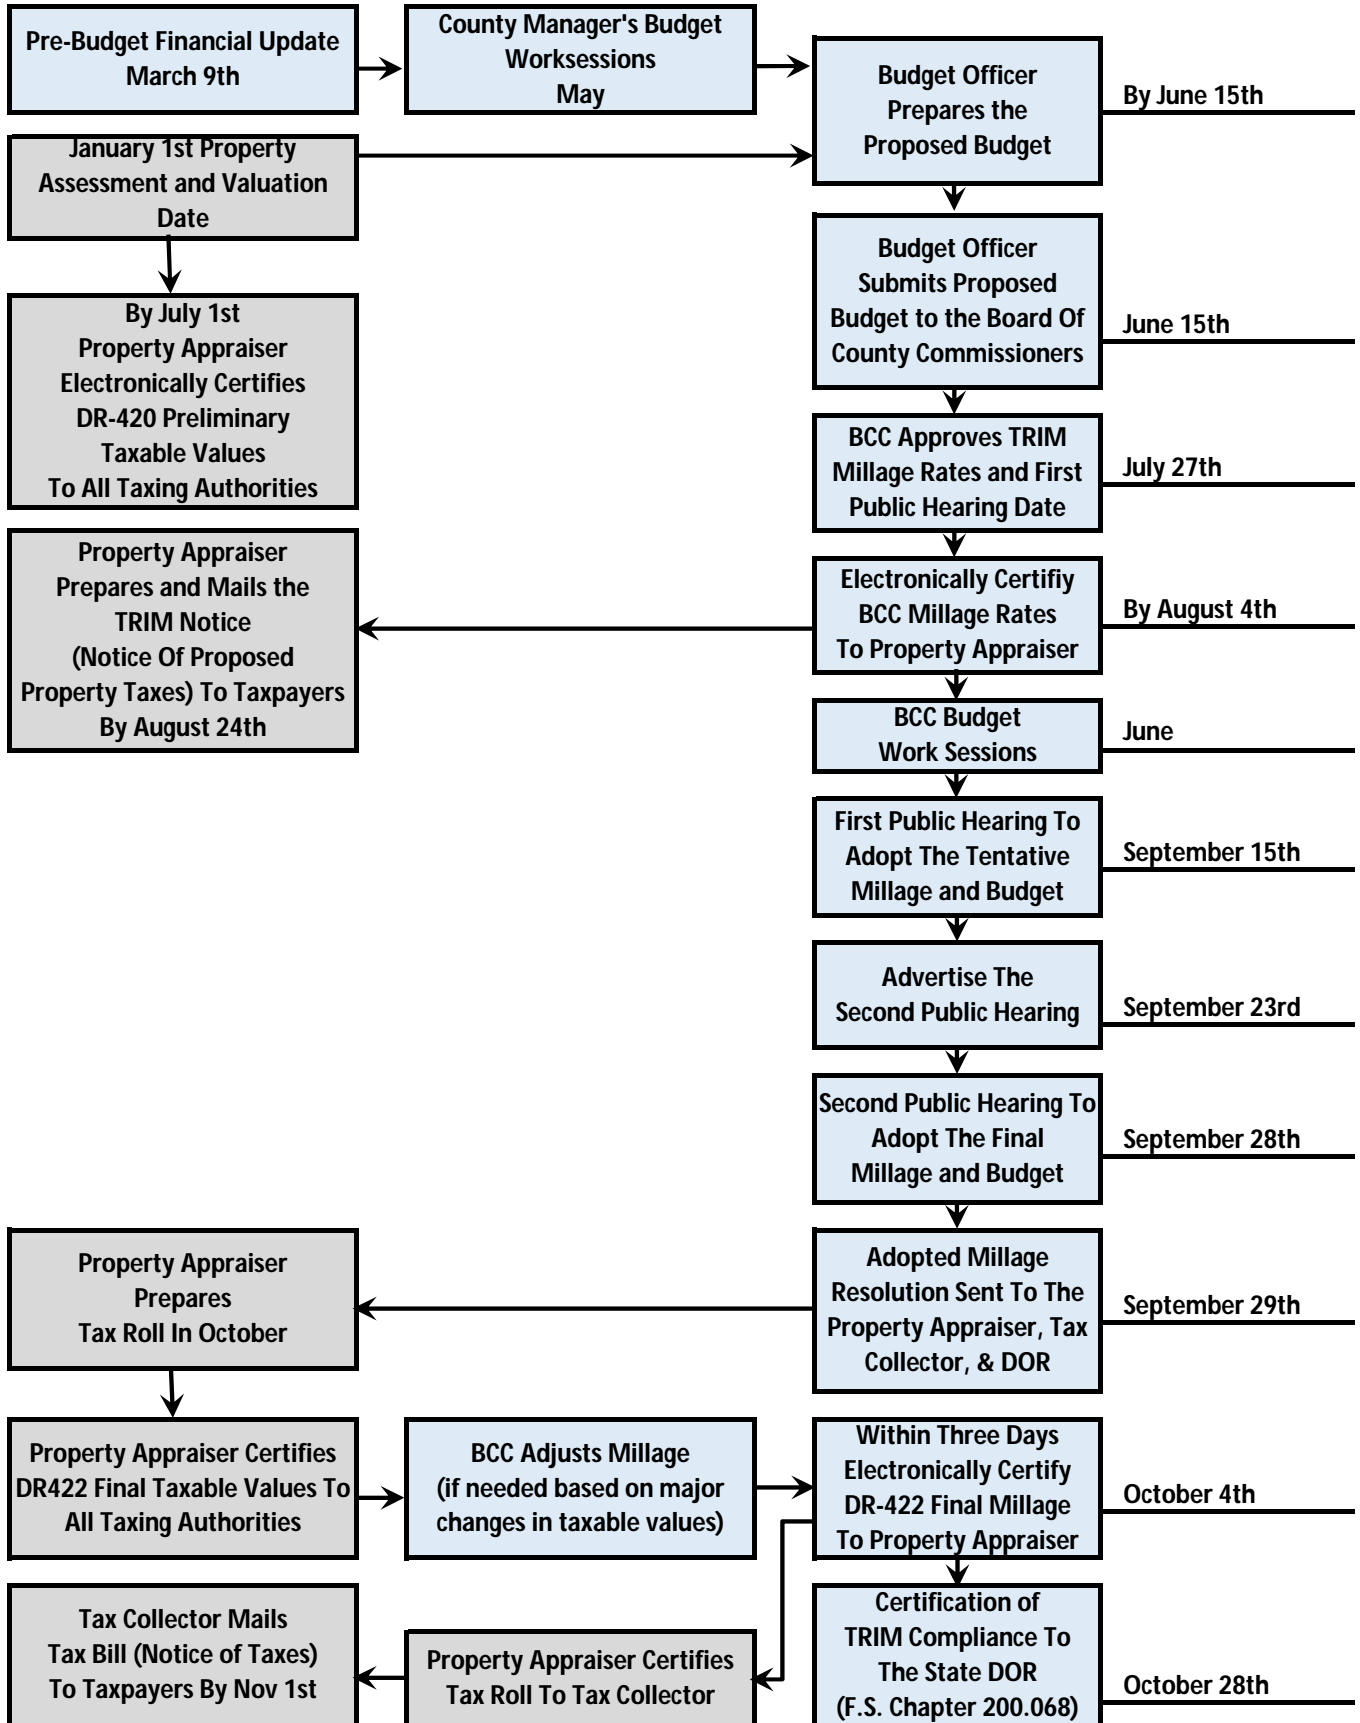 Pre-Budget Financial Update
March 9th
County Manager's Budget
Worksessions
May
Budget Officer
Prepares the
Proposed Budget
By June 15th
January 1st Property
Assessment and Valuation
Date
Budget Officer
Submits Proposed
Budget to the Board Of
County Commissioners
June 15th
By July 1st
Property Appraiser
Electronically Certifies
DR-420 Preliminary
Taxable Values
To All Taxing Authorities
BCC Approves TRIM
Millage Rates and First
Public Hearing Date
July 27th
Property Appraiser
Prepares and Mails the
TRIM Notice
(Notice Of Proposed
Property Taxes) To Taxpayers
By August 24th
Electronically Certifiy
BCC Millage Rates
To Property Appraiser
By August 4th
BCC Budget
Work Sessions
June
First Public Hearing To
Adopt The Tentative
Millage and Budget
September 15th
Advertise The
Second Public Hearing
September 23rd
Second Public Hearing To
Adopt The Final
Millage and Budget
September 28th
Property Appraiser
Prepares
Tax Roll In October
Adopted Millage
Resolution Sent To The
Property Appraiser, Tax
Collector, & DOR
September 29th
Property Appraiser Certifies
DR422 Final Taxable Values To
All Taxing Authorities
BCC Adjusts Millage
(if needed based on major
changes in taxable values)
Within Three Days
Electronically Certify
DR-422 Final Millage
To Property Appraiser
October 4th
Tax Collector Mails
Tax Bill (Notice of Taxes)
To Taxpayers By Nov 1st
Property Appraiser Certifies
Tax Roll To Tax Collector
Certification of
TRIM Compliance To
The State DOR
(F.S. Chapter 200.068)
October 28th